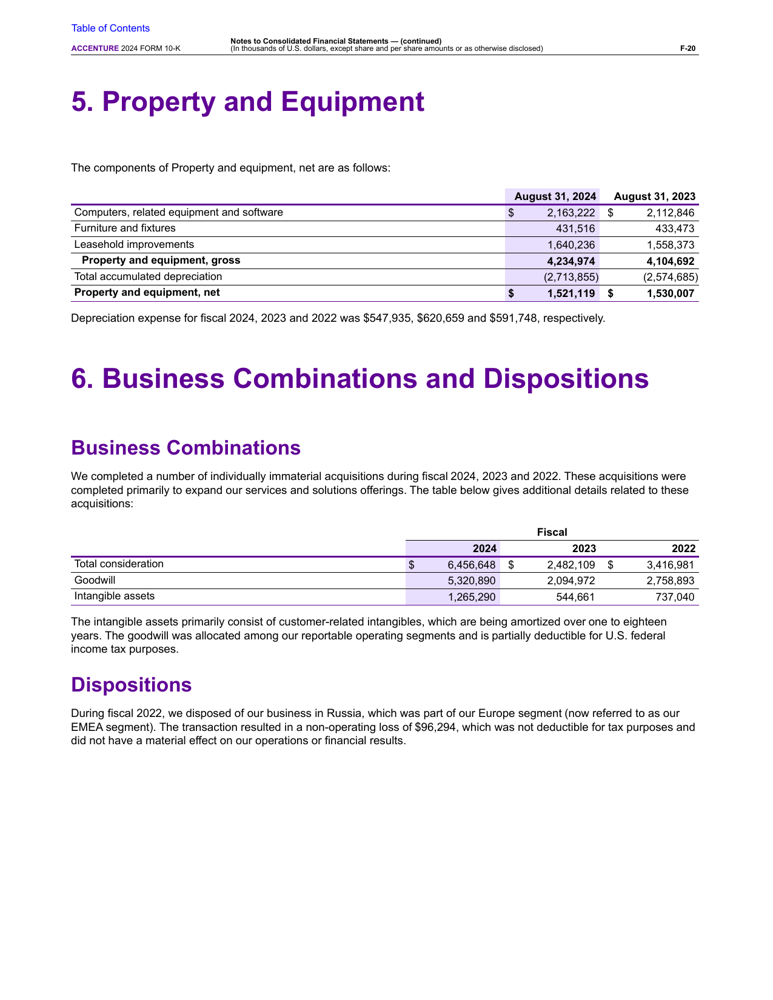 Table of Contents
ACCENTURE 2024 FORM 10-K
Notes to Consolidated Financial Statements — (continued)
(In thousands of U.S. dollars, except share and per share amounts or as otherwise disclosed)
F-20
5. Property and Equipment
The components of Property and equipment, net are as follows:
August 31, 2024 August 31, 2023
Computers, related equipment and software $ 2,163,222 $ 2,112,846
Furniture and fixtures 431,516 433,473
Leasehold improvements 1,640,236 1,558,373
Property and equipment, gross 4,234,974 4,104,692
Total accumulated depreciation (2,713,855) (2,574,685)
Property and equipment, net $ 1,521,119 $ 1,530,007
Depreciation expense for fiscal 2024, 2023 and 2022 was $547,935, $620,659 and $591,748, respectively.
6. Business Combinations and Dispositions
Business Combinations
We completed a number of individually immaterial acquisitions during fiscal 2024, 2023 and 2022. These acquisitions were
completed primarily to expand our services and solutions offerings. The table below gives additional details related to these
acquisitions:
Fiscal
2024 2023 2022
Total consideration $ 6,456,648 $ 2,482,109 $ 3,416,981
Goodwill 5,320,890 2,094,972 2,758,893
Intangible assets 1,265,290 544,661 737,040
The intangible assets primarily consist of customer-related intangibles, which are being amortized over one to eighteen
years. The goodwill was allocated among our reportable operating segments and is partially deductible for U.S. federal
income tax purposes.
Dispositions
During fiscal 2022, we disposed of our business in Russia, which was part of our Europe segment (now referred to as our
EMEA segment). The transaction resulted in a non-operating loss of $96,294, which was not deductible for tax purposes and
did not have a material effect on our operations or financial results.